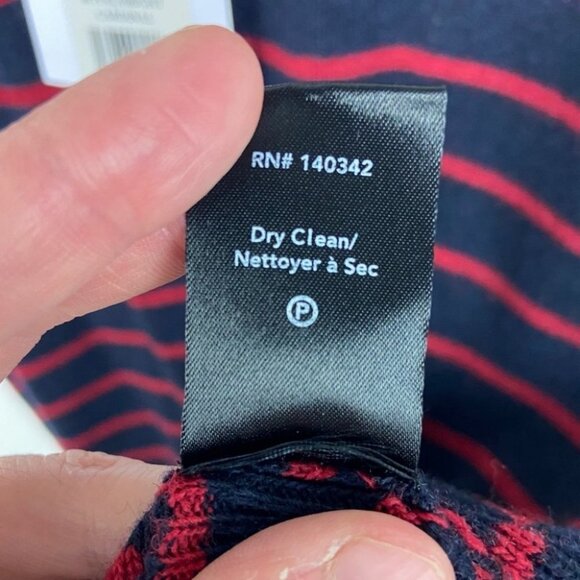 RN# 140342
Dry Clean/
Nettoyer à Sec
P